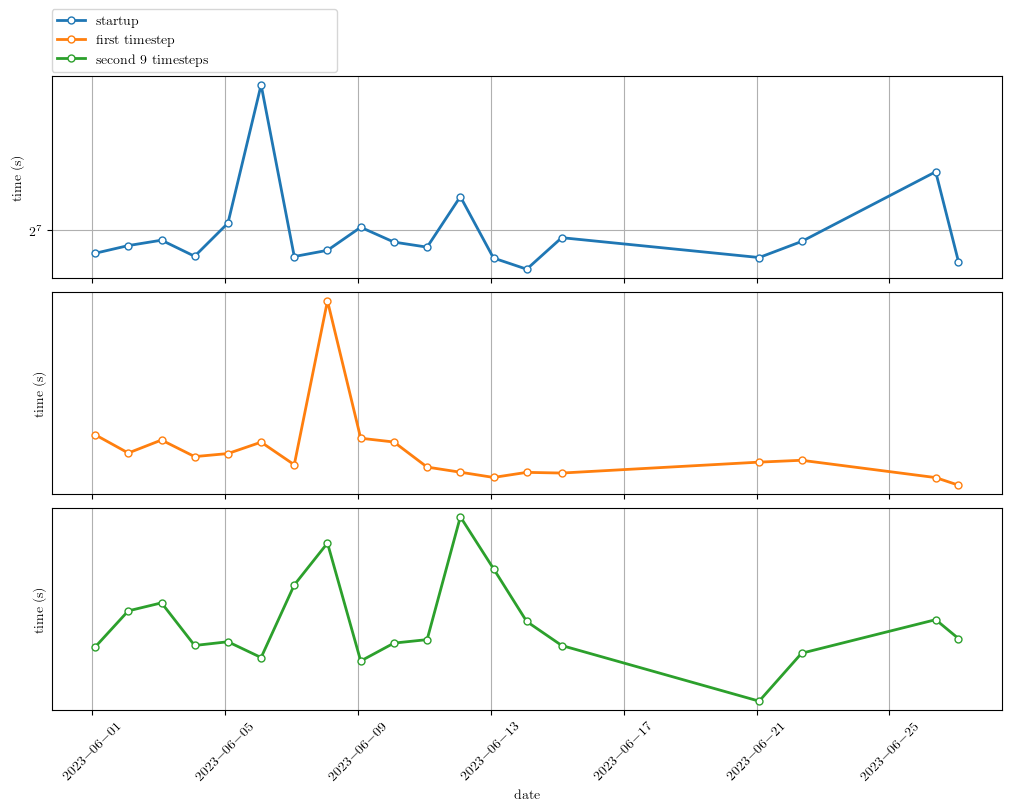 startup
first timestep
second 9 timesteps
time (s)
2⁷
time (s)
time (s)
2023−06−01
2023−06−05
2023−06−09
2023−06−13
2023−06−17
2023−06−21
2023−06−25
date